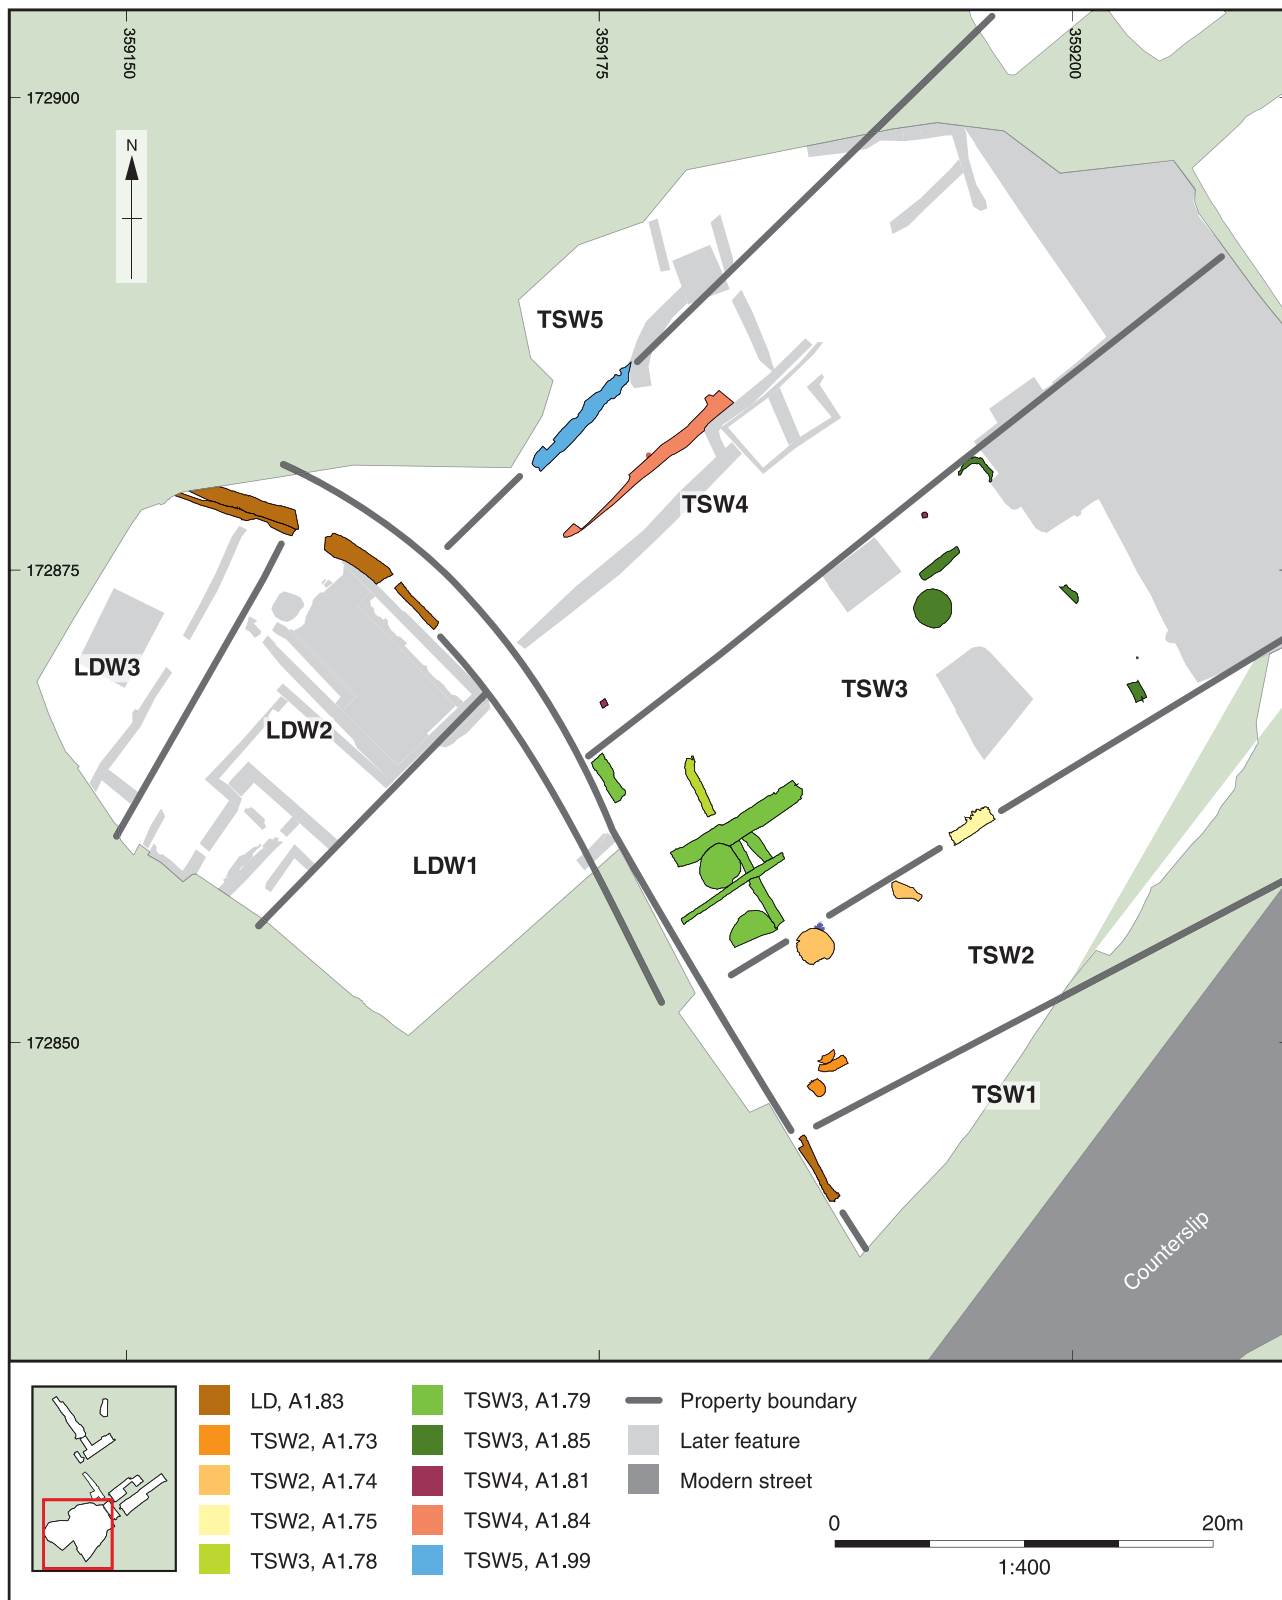 359150
359175
359200
172900
N
TSW5
TSW4
172875
LDW3
TSW3
LDW2
LDW1
TSW2
172850
TSW1
Counterslip
LD, A1.83
TSW2, A1.73
TSW2, A1.74
TSW2, A1.75
TSW3, A1.78
TSW3, A1.79
TSW3, A1.85
TSW4, A1.81
TSW4, A1.84
TSW5, A1.99
Property boundary
Later feature
Modern street
0 20m
1:400